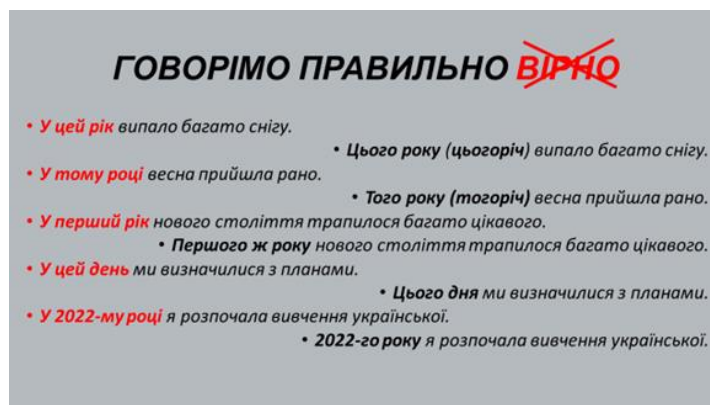 ГОВОРІМО ПРАВИЛЬНО ВІРНО
• У цей рік випало багато снігу.
• Цього року (цьогоріч) випало багато снігу.
• У тому році весна прийшла рано.
• Того року (тогоріч) весна прийшла рано.
• У перший рік нового століття трапилося багато цікавого.
• Першого ж року нового століття трапилося багато цікавого.
• У цей день ми визначилися з планами.
• Цього дня ми визначилися з планами.
• У 2022-му році я розпочала вивчення української.
• 2022-го року я розпочала вивчення української.